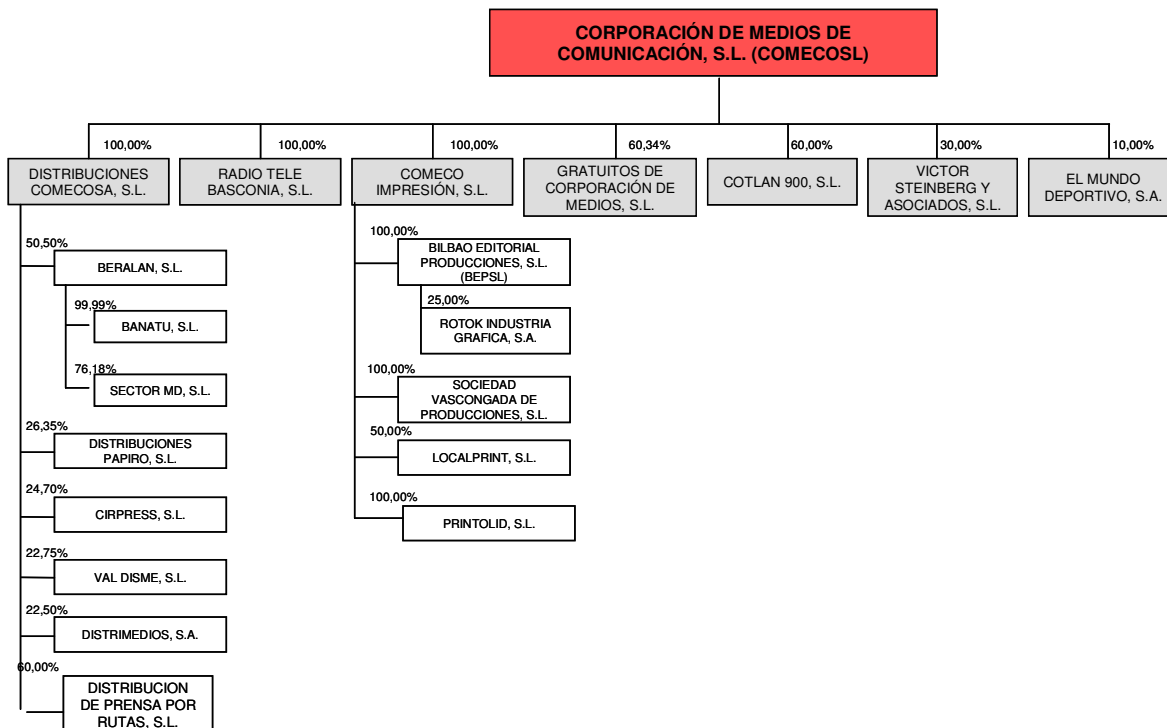 CORPORACIÓN DE MEDIOS DE
COMUNICACIÓN, S.L. (COMECOSL)
100,00%
DISTRIBUCIONES
COMECOSA, S.L.
100,00%
RADIO TELE
BASCONIA, S.L.
100,00%
COMECO
IMPRESIÓN, S.L.
60,34%
GRATUITOS DE
CORPORACIÓN DE
MEDIOS, S.L.
60,00%
COTLAN 900, S.L.
30,00%
VICTOR
STEINBERG Y
ASOCIADOS, S.L.
10,00%
EL MUNDO
DEPORTIVO, S.A.
50,50%
BERALAN, S.L.
99,99%
BANATU, S.L.
76,18%
SECTOR MD, S.L.
26,35%
DISTRIBUCIONES
PAPIRO, S.L.
24,70%
CIRPRESS, S.L.
22,75%
VAL DISME, S.L.
22,50%
DISTRIMEDIOS, S.A.
60,00%
DISTRIBUCION
DE PRENSA POR
RUTAS, S.L.
100,00%
BILBAO EDITORIAL
PRODUCCIONES, S.L.
(BEPSL)
25,00%
ROTOK INDUSTRIA
GRAFICA, S.A.
100,00%
SOCIEDAD
VASCONGADA DE
PRODUCCIONES, S.L.
50,00%
LOCALPRINT, S.L.
100,00%
PRINTOLID, S.L.